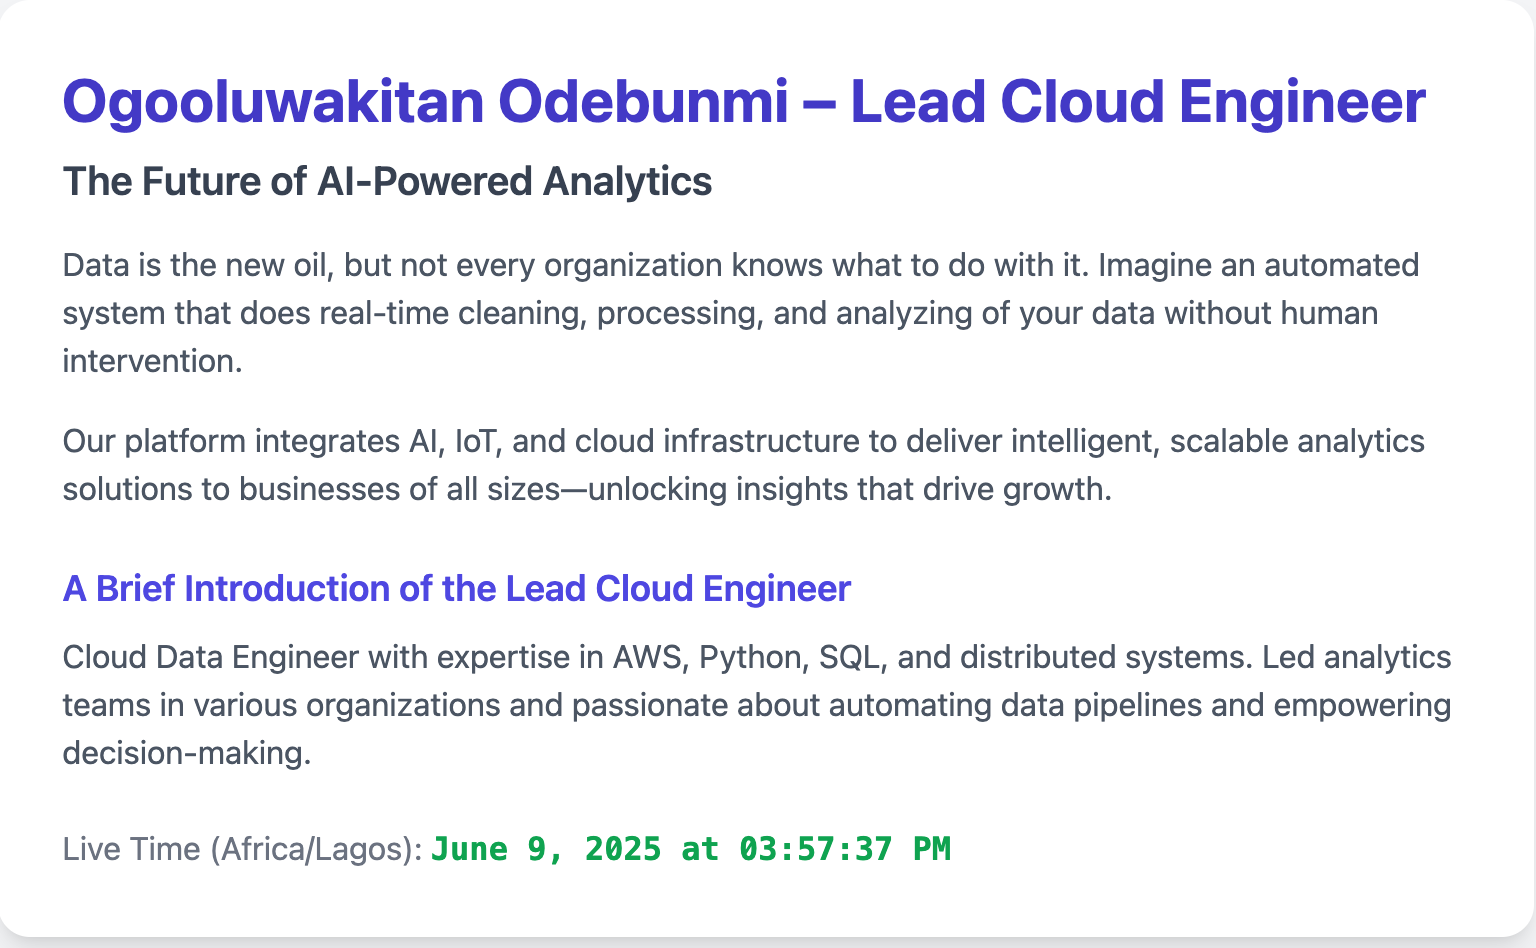 Ogooluwakitan Odebunmi – Lead Cloud Engineer
The Future of AI-Powered Analytics
Data is the new oil, but not every organization knows what to do with it. Imagine an automated
system that does real-time cleaning, processing, and analyzing of your data without human
intervention.
Our platform integrates AI, IoT, and cloud infrastructure to deliver intelligent, scalable analytics
solutions to businesses of all sizes—unlocking insights that drive growth.
A Brief Introduction of the Lead Cloud Engineer
Cloud Data Engineer with expertise in AWS, Python, SQL, and distributed systems. Led analytics
teams in various organizations and passionate about automating data pipelines and empowering
decision-making.
Live Time (Africa/Lagos): June 9, 2025 at 03:57:37 PM